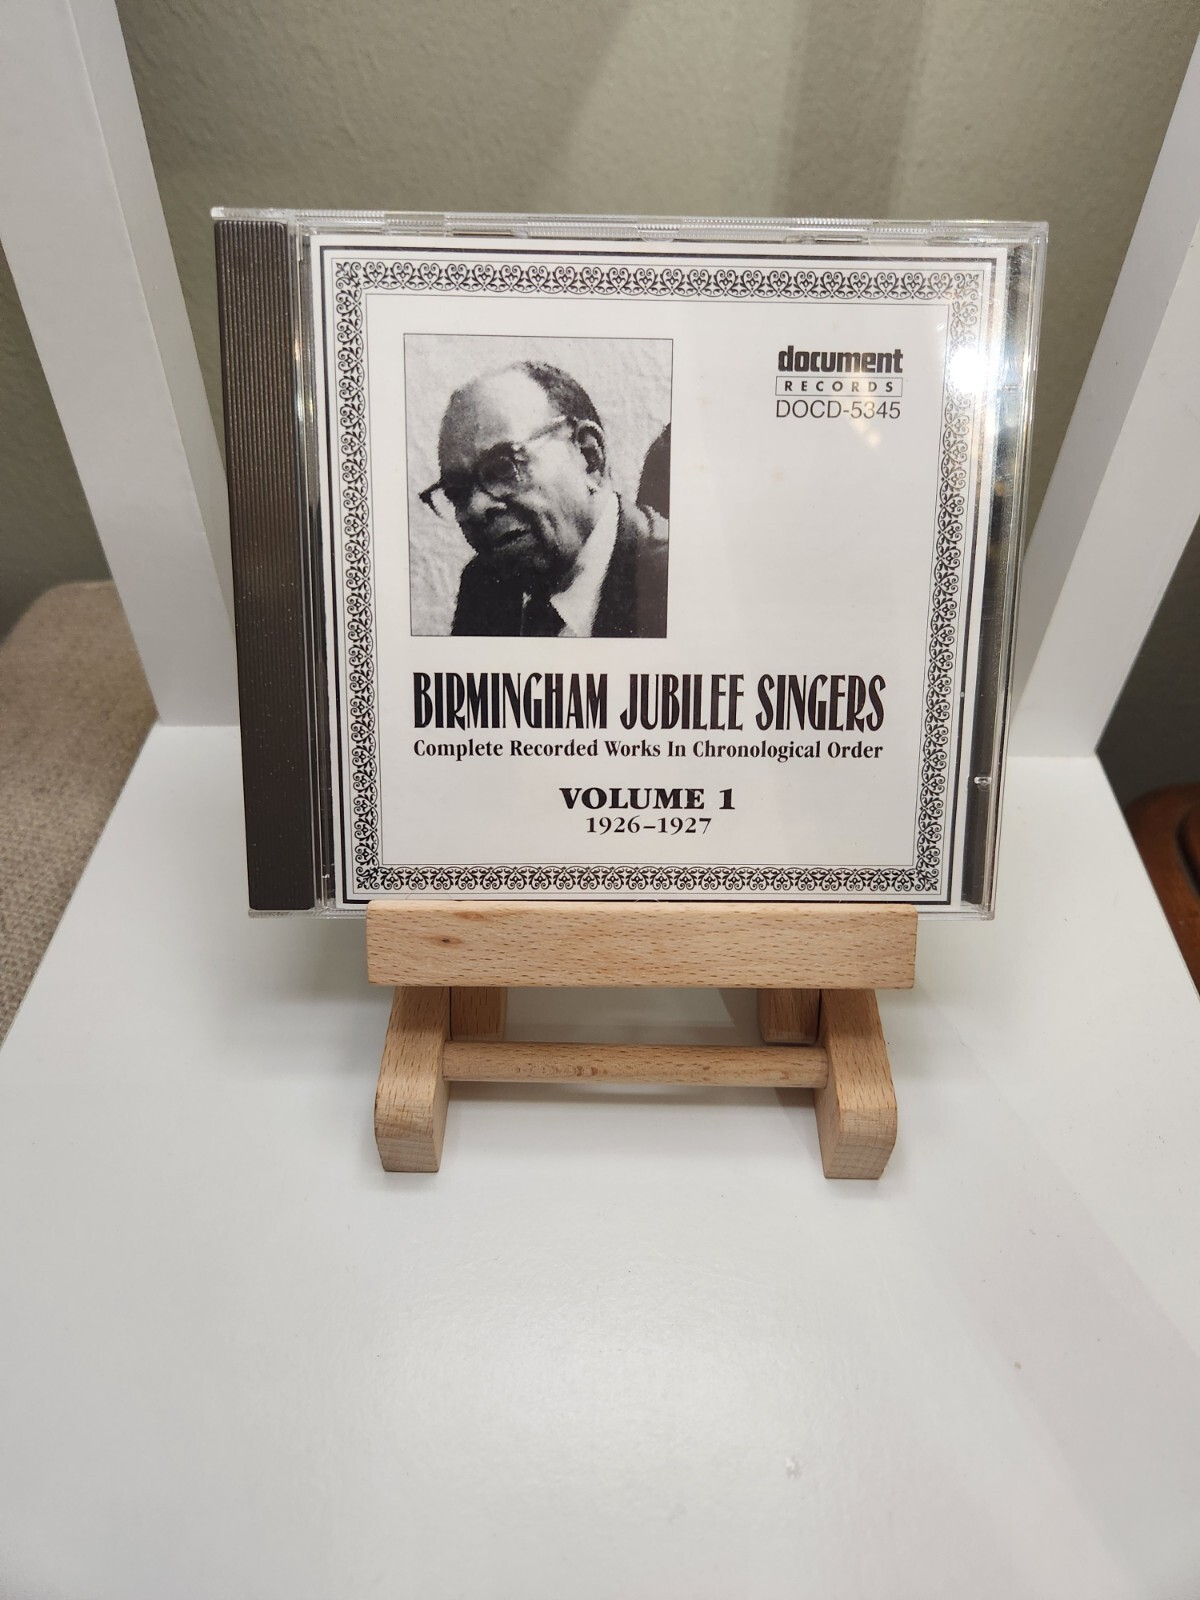 document
RECORDS
DOCD-5345
BIRMINGHAM JUBILEE SINGERS
Complete Recorded Works In Chronological Order
VOLUME 1
1926–1927